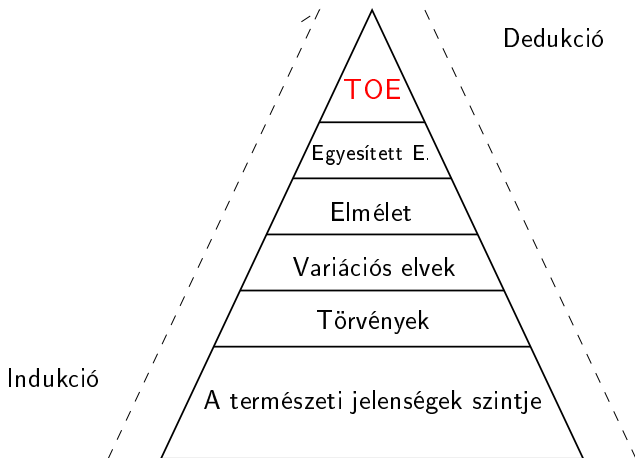 Dedukció
TOE
Egyesített E.
Elmélet
Variációs elvek
Törvények
Indukció
A természeti jelenségek szintje